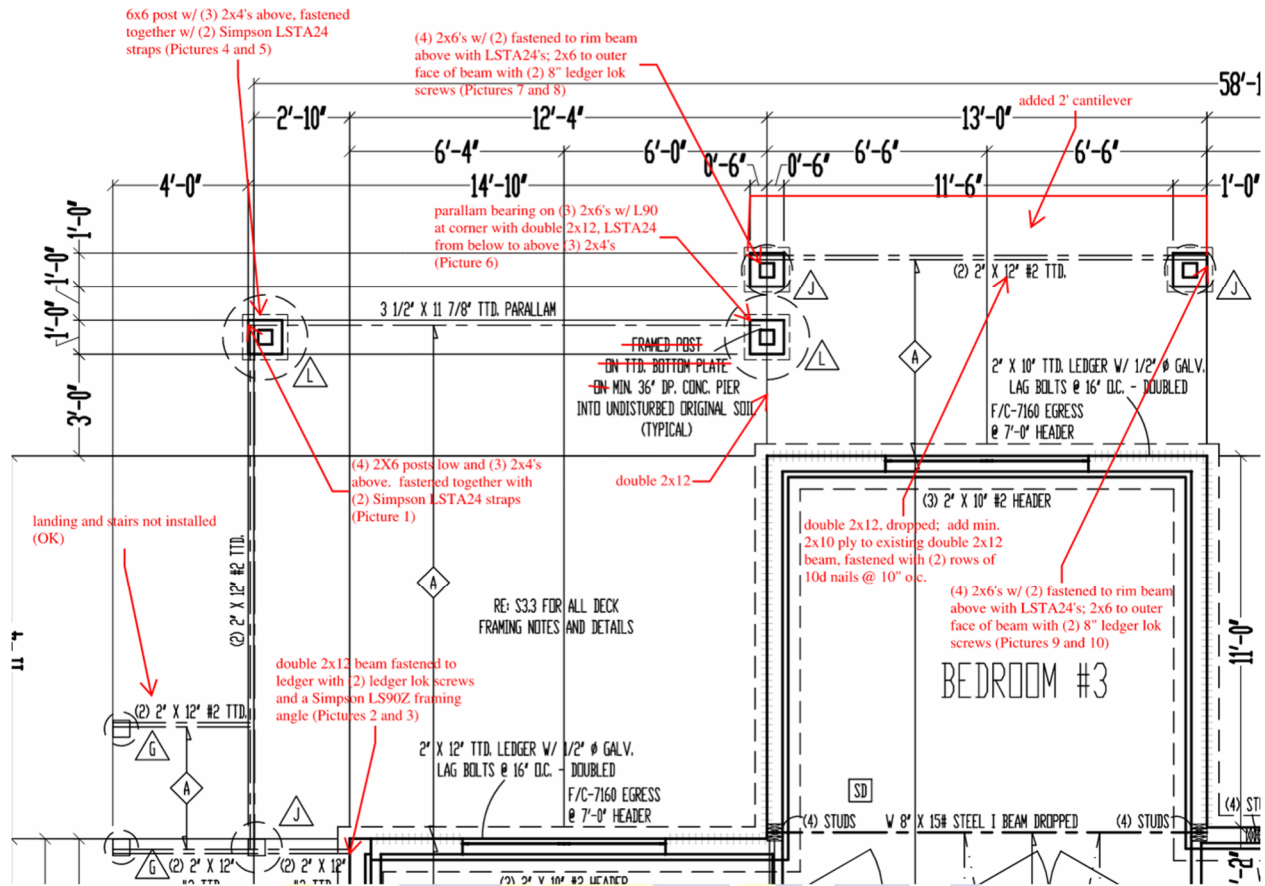 6x6 post w/ (3) 2x4's above, fastened
together w/ (2) Simpson LSTA24
straps (Pictures 4 and 5)
(4) 2x6's w/ (2) fastened to rim beam
above with LSTA24's; 2x6 to outer
face of beam with (2) 8" ledger lok
screws (Pictures 7 and 8)
58'-1
added 2' cantilever
2'-10"
12'-4"
13'-0"
6'-4"
6'-0"
0'-6"
0'-6"
6'-6"
6'-6"
4'-0"
14'-10"
11'-6"
1'-0"
1'-0"
1'-0"
1'-0"
3'-0"
parallam bearing on (3) 2x6's w/ L90
at corner with double 2x12, LSTA24
from below to above (3) 2x4's
(Picture 6)
(2) 2" X 12" #2 TTD.
J
J
3 1/2" X 11 7/8" TTD. PARALLAM
L
L
A
FRAMED POST
ON TTD. BOTTOM PLATE
ON MIN. 36" DP. CONC. PIER
INTO UNDISTURBED ORIGINAL SOIL
(TYPICAL)
2" X 10" TTD. LEDGER W/ 1/2" ø GALV.
LAG BOLTS @ 16" O.C. - DOUBLED
F/C-7160 EGRESS
@ 7'-0" HEADER
(4) 2X6 posts low and (3) 2x4's
above. fastened together with
(2) Simpson LSTA24 straps
(Picture 1)
double 2x12
(3) 2" X 10" #2 HEADER
landing and stairs not installed
(OK)
double 2x12, dropped; add min.
2x10 ply to existing double 2x12
beam, fastened with (2) rows of
10d nails @ 10" o.c.
(2) 2" X 12" #2 TTD.
A
(4) 2x6's w/ (2) fastened to rim beam
above with LSTA24's; 2x6 to outer
face of beam with (2) 8" ledger lok
screws (Pictures 9 and 10)
RE: S3.3 FOR ALL DECK
FRAMING NOTES AND DETAILS
11'-0"
double 2x12 beam fastened to
ledger with (2) ledger lok screws
and a Simpson LS90Z framing
angle (Pictures 2 and 3)
BEDROOM #3
(2) 2" X 12" #2 TTD.
G
2" X 12" TTD. LEDGER W/ 1/2" ø GALV.
LAG BOLTS @ 16" O.C. - DOUBLED
F/C-7160 EGRESS
@ 7'-0" HEADER
A
SD
J
(4) STUDS
W 8" X 15# STEEL I BEAM DROPPED
(4) STUDS
G
(2) 2" X 12"
(2) 2" X 12"
(2) 2" X 10" #2 HEADER